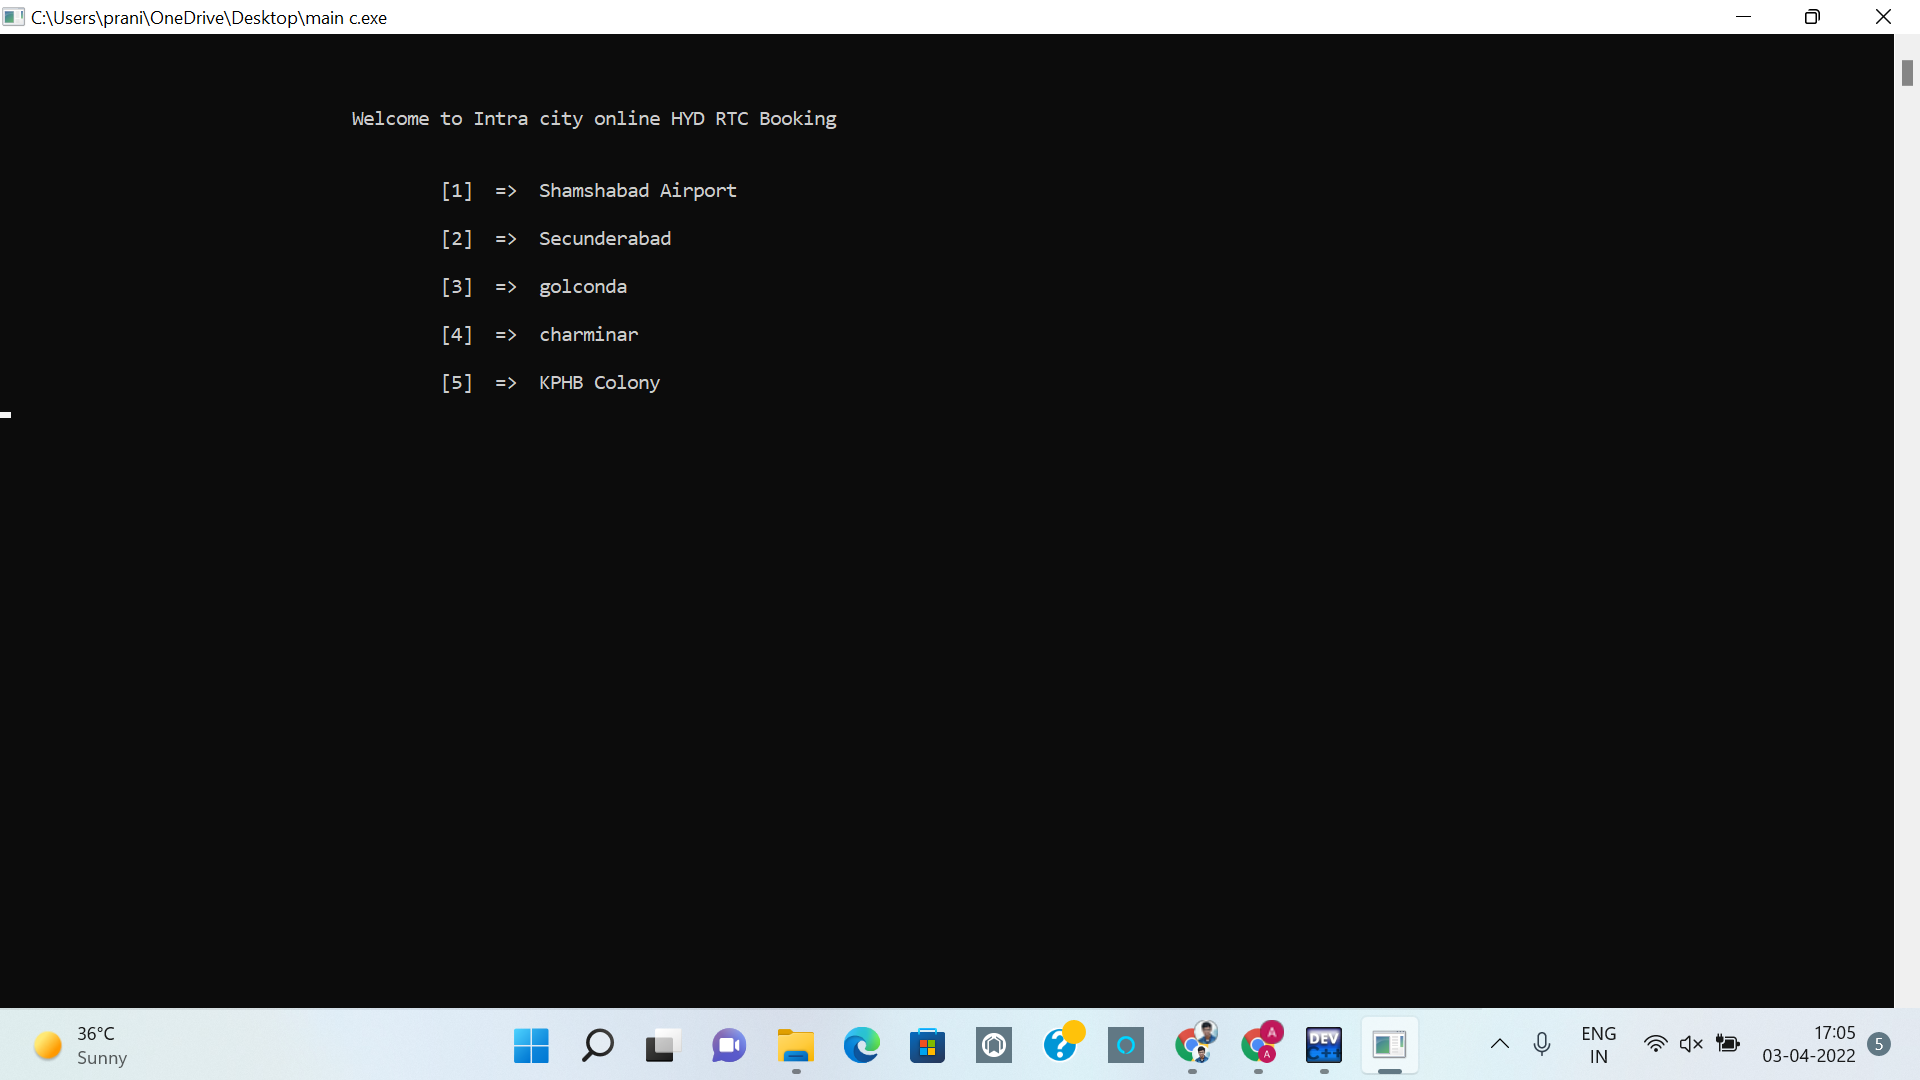 C:\Users\prani\OneDrive\Desktop\main c.exe
Welcome to Intra city online HYD RTC Booking
[1] => Shamshabad Airport
[2] => Secunderabad
[3] => golconda
[4] => charminar
[5] => KPHB Colony
36°C
Sunny
A
A
DEV
C++
ENG
IN
17:05
03-04-2022
5